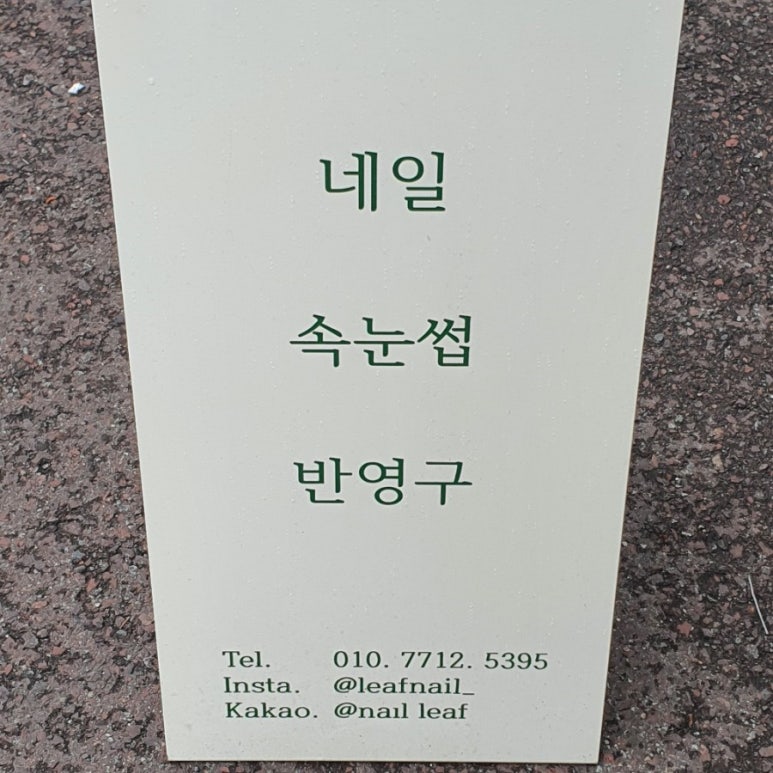 네일
속눈썹
반영구
Tel. 010. 7712. 5395
Insta. @leafnail_
Kakao. @nail leaf